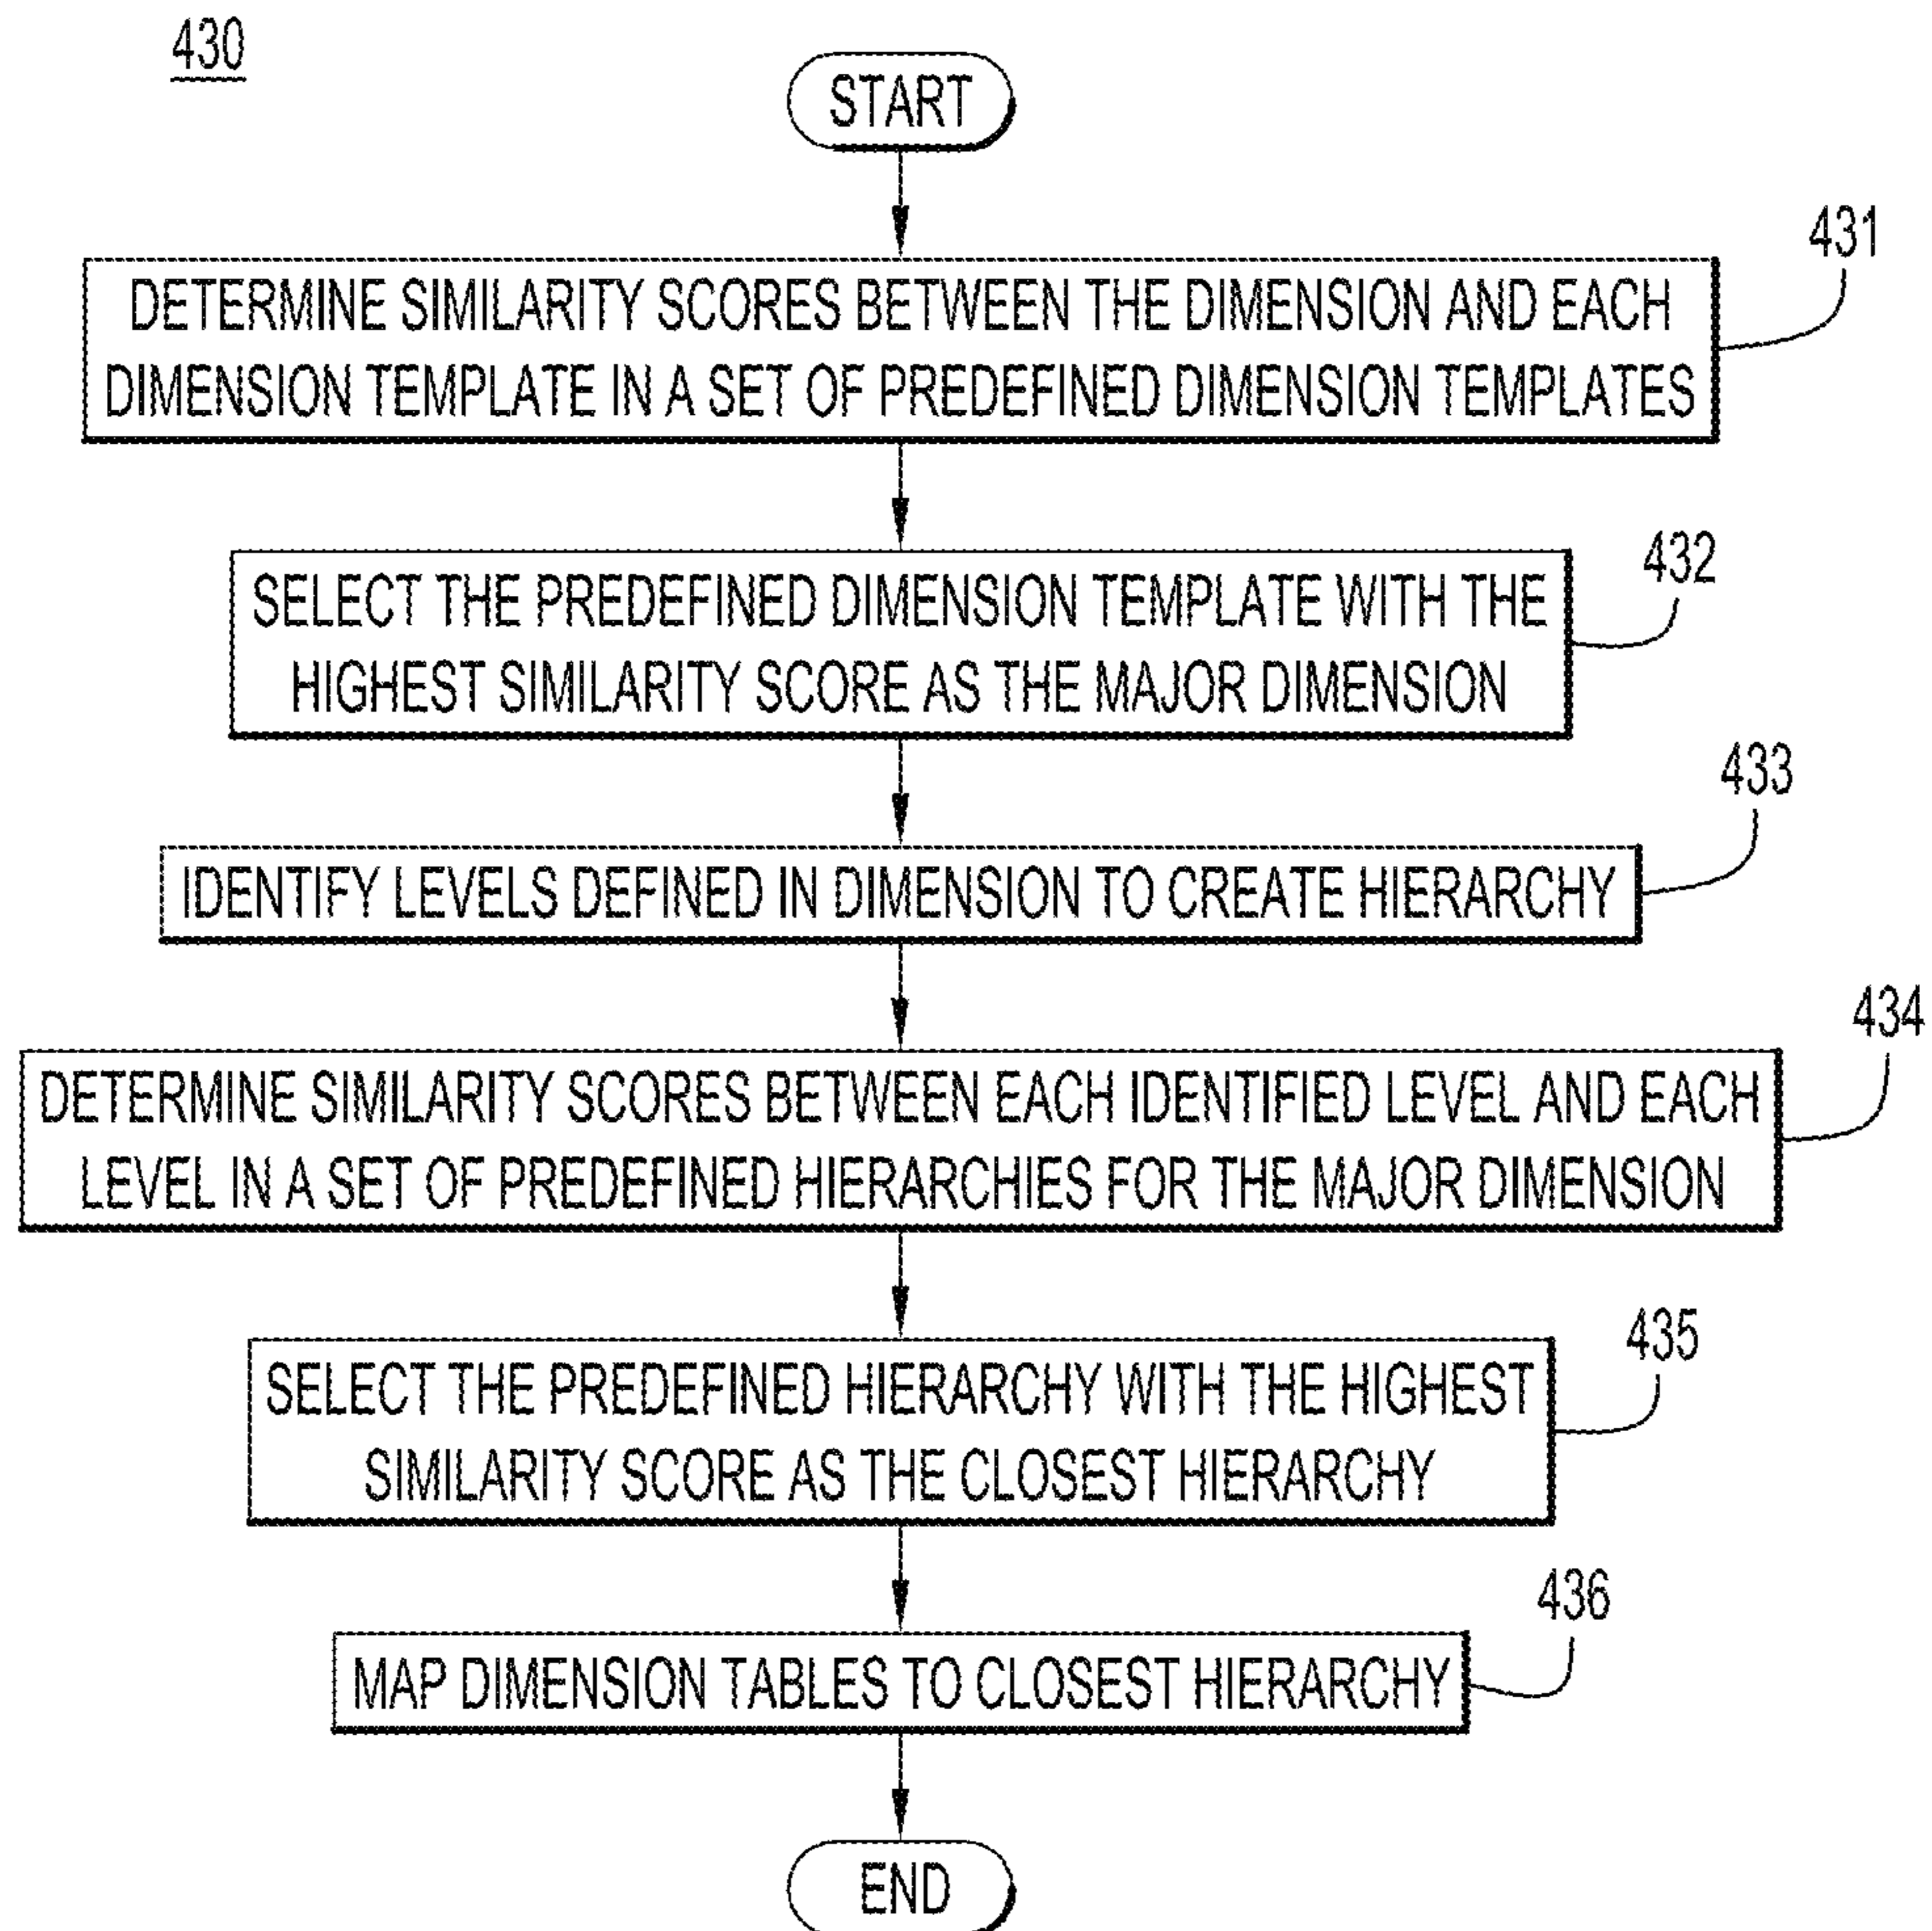 430
START
431
DETERMINE SIMILARITY SCORES BETWEEN THE DIMENSION AND EACH
DIMENSION TEMPLATE IN A SET OF PREDEFINED DIMENSION TEMPLATES
432
SELECT THE PREDEFINED DIMENSION TEMPLATE WITH THE
HIGHEST SIMILARITY SCORE AS THE MAJOR DIMENSION
433
IDENTIFY LEVELS DEFINED IN DIMENSION TO CREATE HIERARCHY
434
DETERMINE SIMILARITY SCORES BETWEEN EACH IDENTIFIED LEVEL AND EACH
LEVEL IN A SET OF PREDEFINED HIERARCHIES FOR THE MAJOR DIMENSION
435
SELECT THE PREDEFINED HIERARCHY WITH THE HIGHEST
SIMILARITY SCORE AS THE CLOSEST HIERARCHY
436
MAP DIMENSION TABLES TO CLOSEST HIERARCHY
END